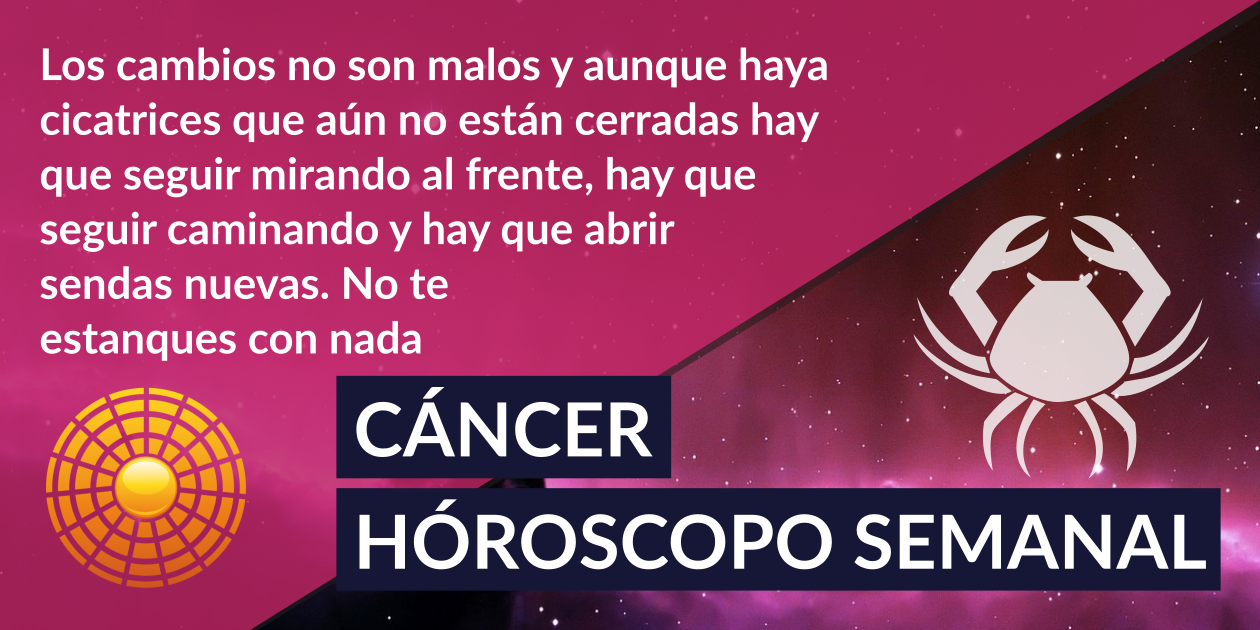 Los cambios no son malos y aunque haya
cicatrices que aún no están cerradas hay
que seguir mirando al frente, hay que
seguir caminando y hay que abrir
sendas nuevas. No te
estanques con nada
CÁNCER
HÓROSCOPO SEMANAL